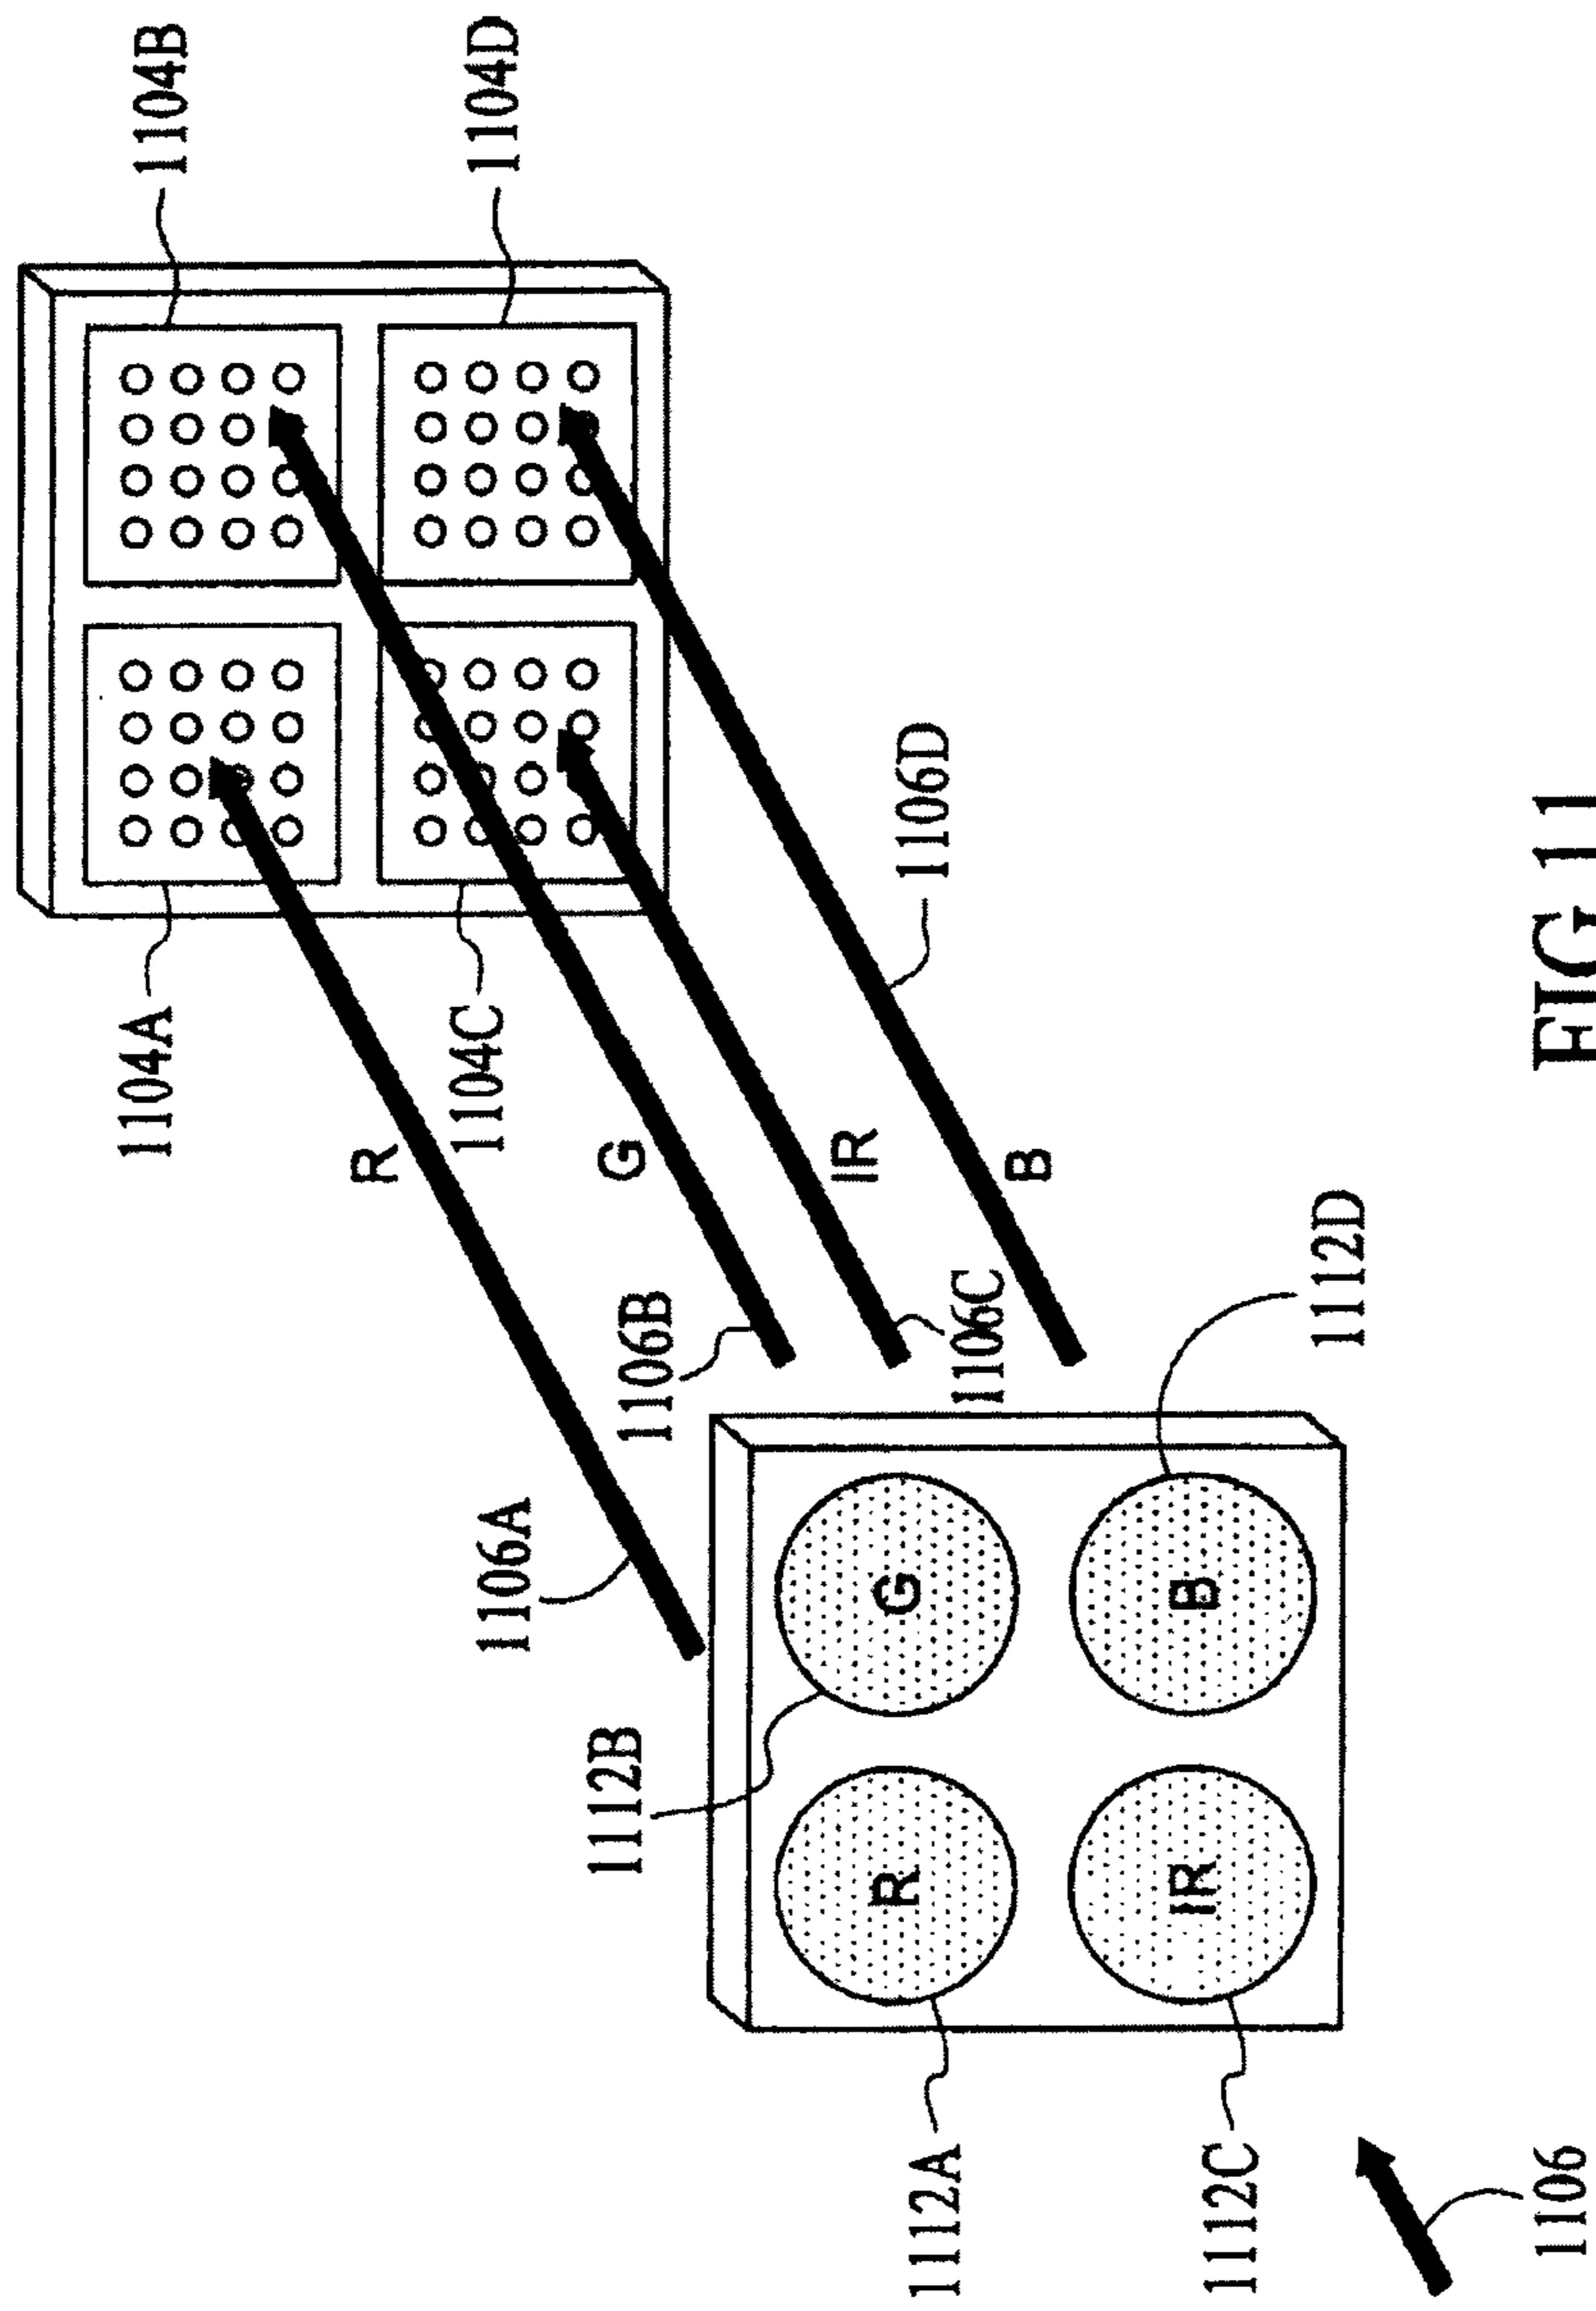 1104B
1104D
1104A
1104C
R
G
IR
B
1106D
1106B
1106C
1106A
1112D
1112B
G
B
R
IR
1112A
1112C
1106
FIG 11